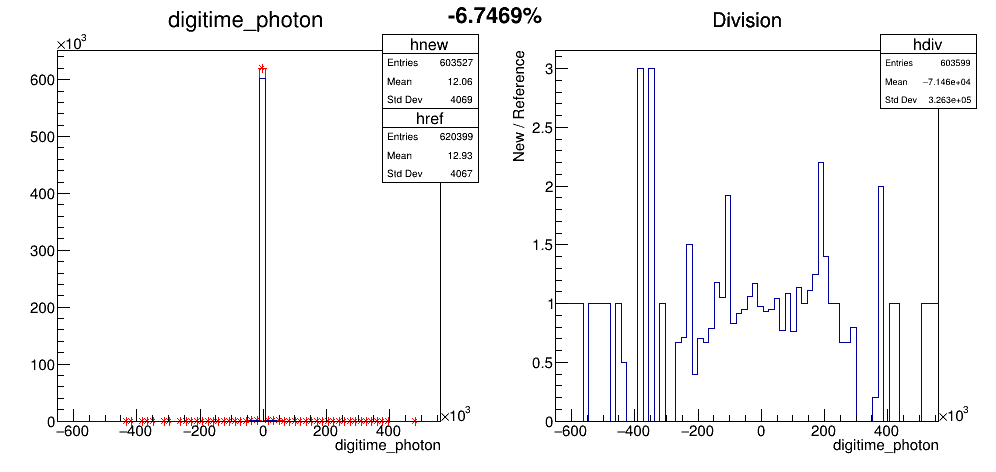 -6.7469%
digitime_photon
×10³
hnew
Entries 603527
Mean 12.06
Std Dev 4069
href
Entries 620399
Mean 12.93
Std Dev 4067
600
500
400
300
200
100
0
−600 −400 −200 0 200 400 ×10³
digitime_photon
Division
hdiv
Entries 603599
Mean −7.146e+04
Std Dev 3.263e+05
New / Reference
3
2.5
2
1.5
1
0.5
0
−600 −400 −200 0 200 400 ×10³
digitime_photon